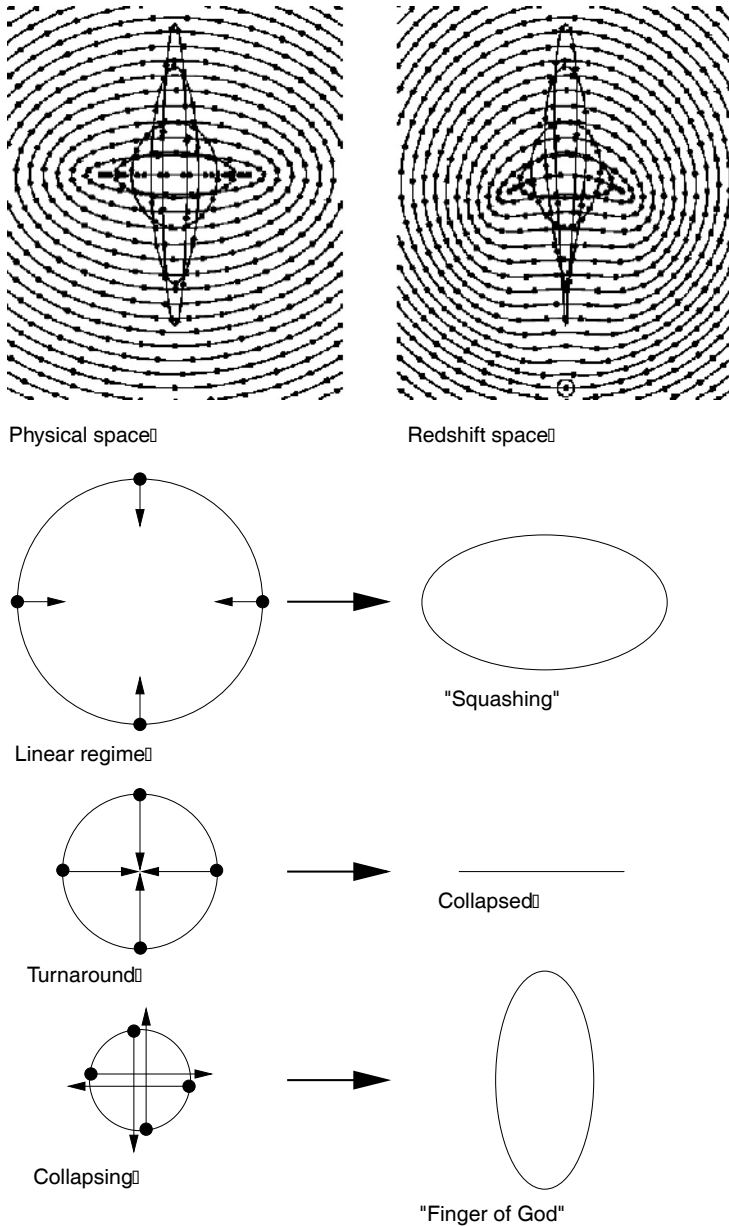 Physical space▯
Redshift space▯
"Squashing"
Linear regime▯
Collapsed▯
Turnaround▯
Collapsing▯
"Finger of God"